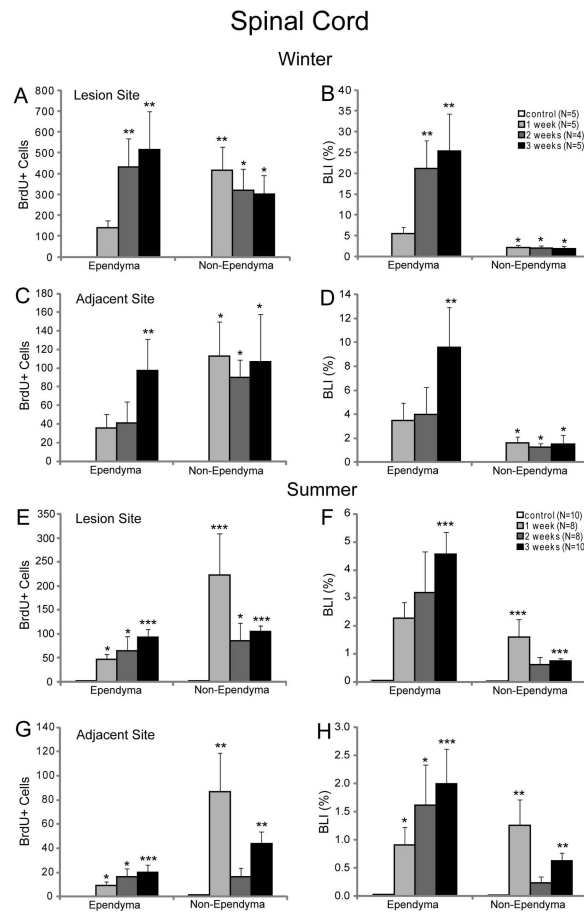 Spinal Cord
Winter
A
Lesion Site
BrdU+ Cells
800
700
600
500
400
300
200
100
0
**
**
**
*
*
Ependyma
Non-Ependyma
B
BLI (%)
40
35
30
25
20
15
10
5
0
**
**
*
*
*
Ependyma
Non-Ependyma
control (N=5)
1 week (N=5)
2 weeks (N=4)
3 weeks (N=5)
C
Adjacent Site
BrdU+ Cells
180
160
140
120
100
80
60
40
20
0
**
*
*
*
Ependyma
Non-Ependyma
D
BLI (%)
14
12
10
8
6
4
2
0
**
*
*
*
Ependyma
Non-Ependyma
Summer
E
Lesion Site
BrdU+ Cells
350
300
250
200
150
100
50
0
*
*
***
***
*
***
Ependyma
Non-Ependyma
F
BLI (%)
6
5
4
3
2
1
0
***
***
***
Ependyma
Non-Ependyma
control (N=10)
1 week (N=8)
2 weeks (N=8)
3 weeks (N=10)
G
Adjacent Site
BrdU+ Cells
140
120
100
80
60
40
20
0
*
*
***
**
**
Ependyma
Non-Ependyma
H
BLI (%)
3.0
2.5
2.0
1.5
1.0
0.5
0.0
*
*
***
**
**
Ependyma
Non-Ependyma